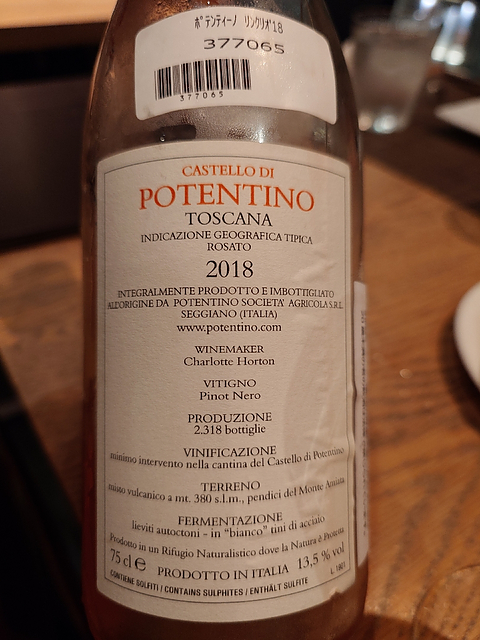 ポデンティーノ リンクリオ'18
377065
377065
CASTELLO DI
POTENTINO
TOSCANA
INDICAZIONE GEOGRAFICA TIPICA
ROSATO
2018
INTEGRALMENTE PRODOTTO E IMBOTTIGLIATO
ALL'ORIGINE DA POTENTINO SOCIETA' AGRICOLA S.R.L.
SEGGIANO (ITALIA)
www.potentino.com
WINEMAKER
Charlotte Horton
VITIGNO
Pinot Nero
PRODUZIONE
2.318 bottiglie
VINIFICAZIONE
minimo intervento nella cantina del Castello di Potentino
TERRENO
misto vulcanico a mt. 380 s.l.m., pendici del Monte Amiata
FERMENTAZIONE
lieviti autoctoni - in "bianco" tini di acciaio
Prodotto in un Rifugio Naturalistico dove la Natura è Protetta
75 cl e PRODOTTO IN ITALIA 13,5 % vol
CONTIENE SOLFITI / CONTAINS SULPHITES / ENTHÄLT SULFITE
L. 1801